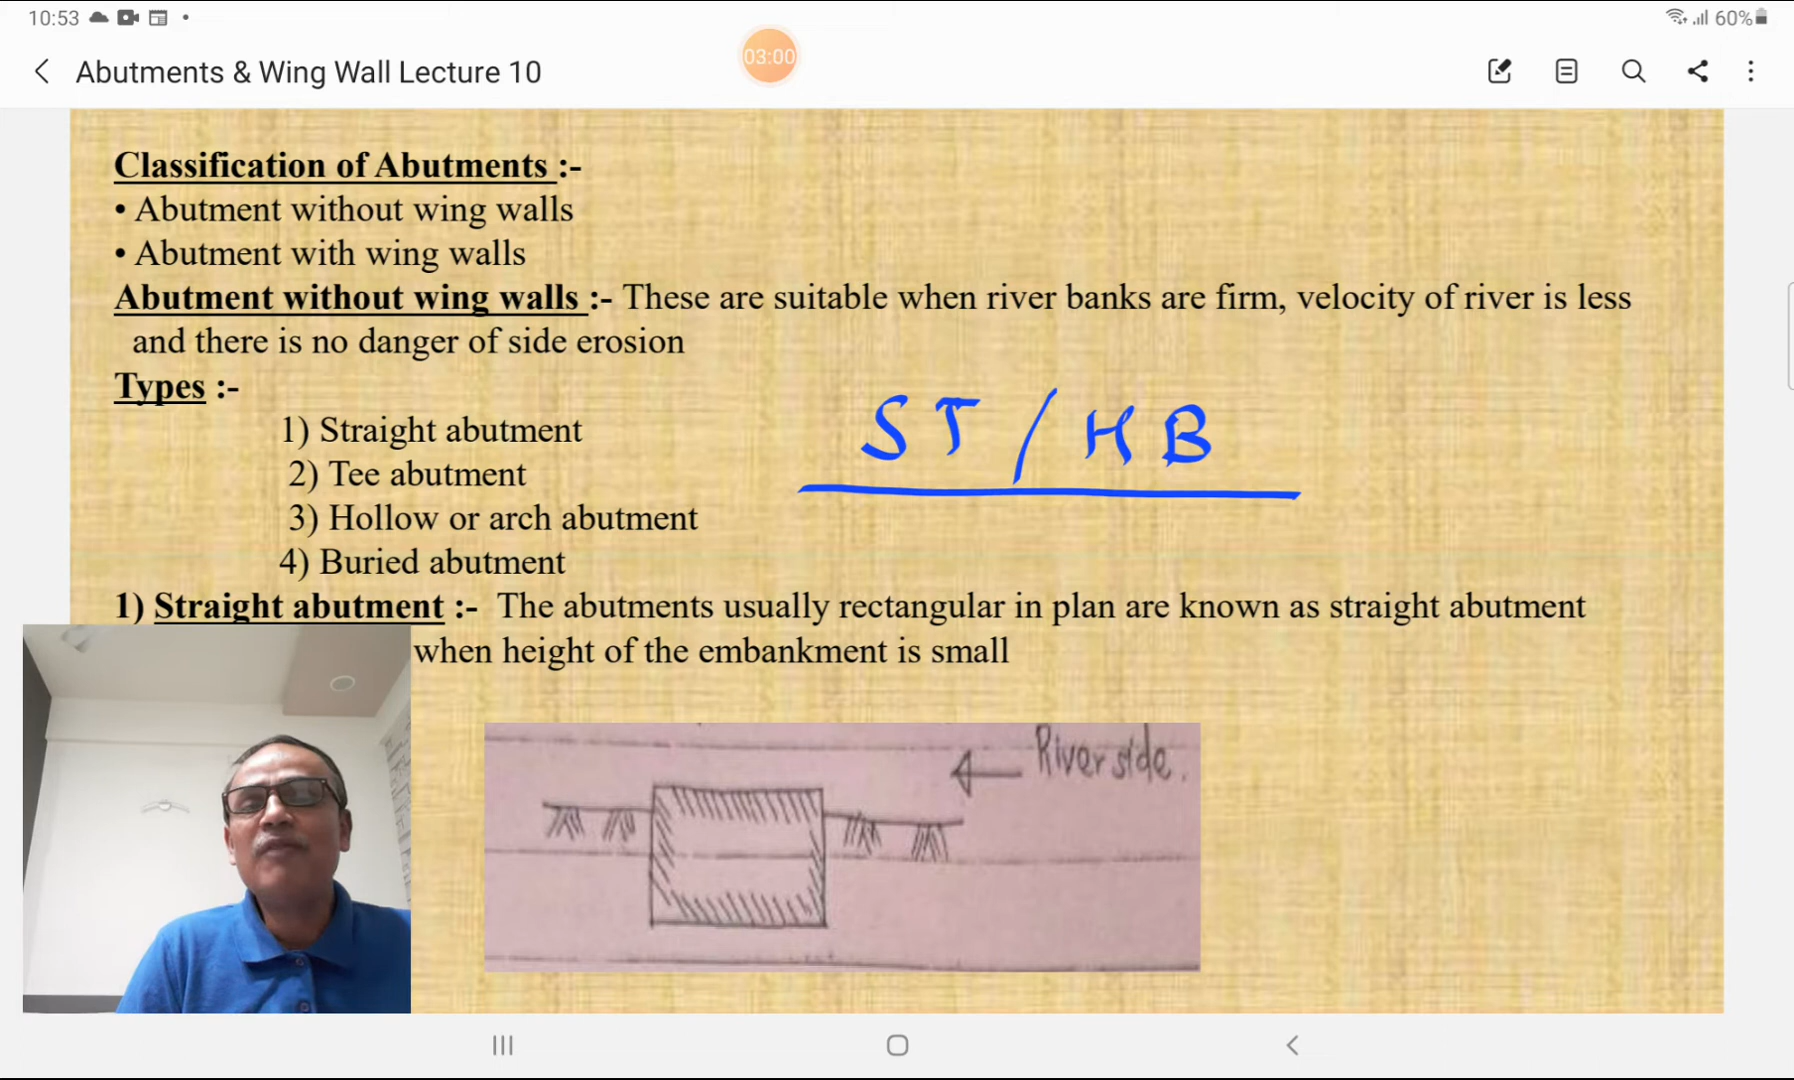 10:53
60%
Abutments & Wing Wall Lecture 10
03:00
Classification of Abutments :-
• Abutment without wing walls
• Abutment with wing walls
Abutment without wing walls :- These are suitable when river banks are firm, velocity of river is less
and there is no danger of side erosion
Types :-
1) Straight abutment
2) Tee abutment
3) Hollow or arch abutment
4) Buried abutment
ST / HB
1) Straight abutment :- The abutments usually rectangular in plan are known as straight abutment
when height of the embankment is small
River side.